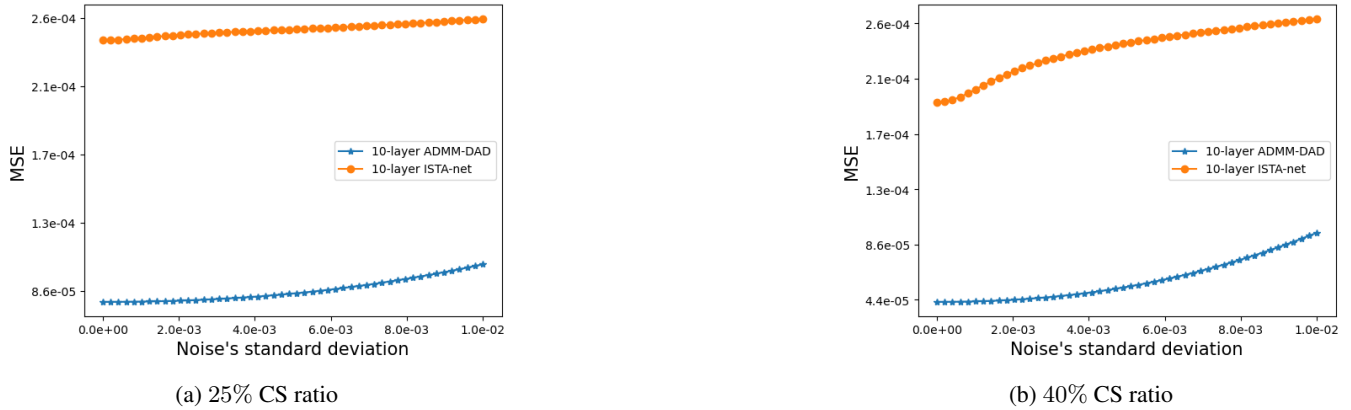 2.6e-04
2.1e-04
1.7e-04
1.3e-04
8.6e-05
MSE
10-layer ADMM-DAD
10-layer ISTA-net
0.0e+00 2.0e-03 4.0e-03 6.0e-03 8.0e-03 1.0e-02
Noise's standard deviation
(a) 25% CS ratio
2.6e-04
2.1e-04
1.7e-04
1.3e-04
8.6e-05
4.4e-05
MSE
10-layer ADMM-DAD
10-layer ISTA-net
0.0e+00 2.0e-03 4.0e-03 6.0e-03 8.0e-03 1.0e-02
Noise's standard deviation
(b) 40% CS ratio